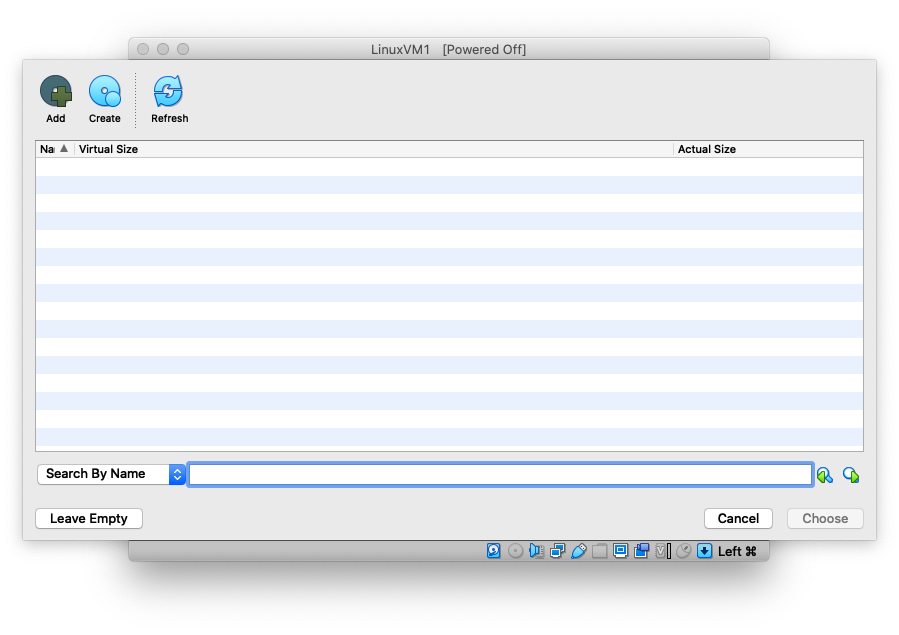 LinuxVM1 [Powered Off]
Add Create Refresh
Na Virtual Size Actual Size
Search By Name
Leave Empty Cancel Choose
Left ⌘